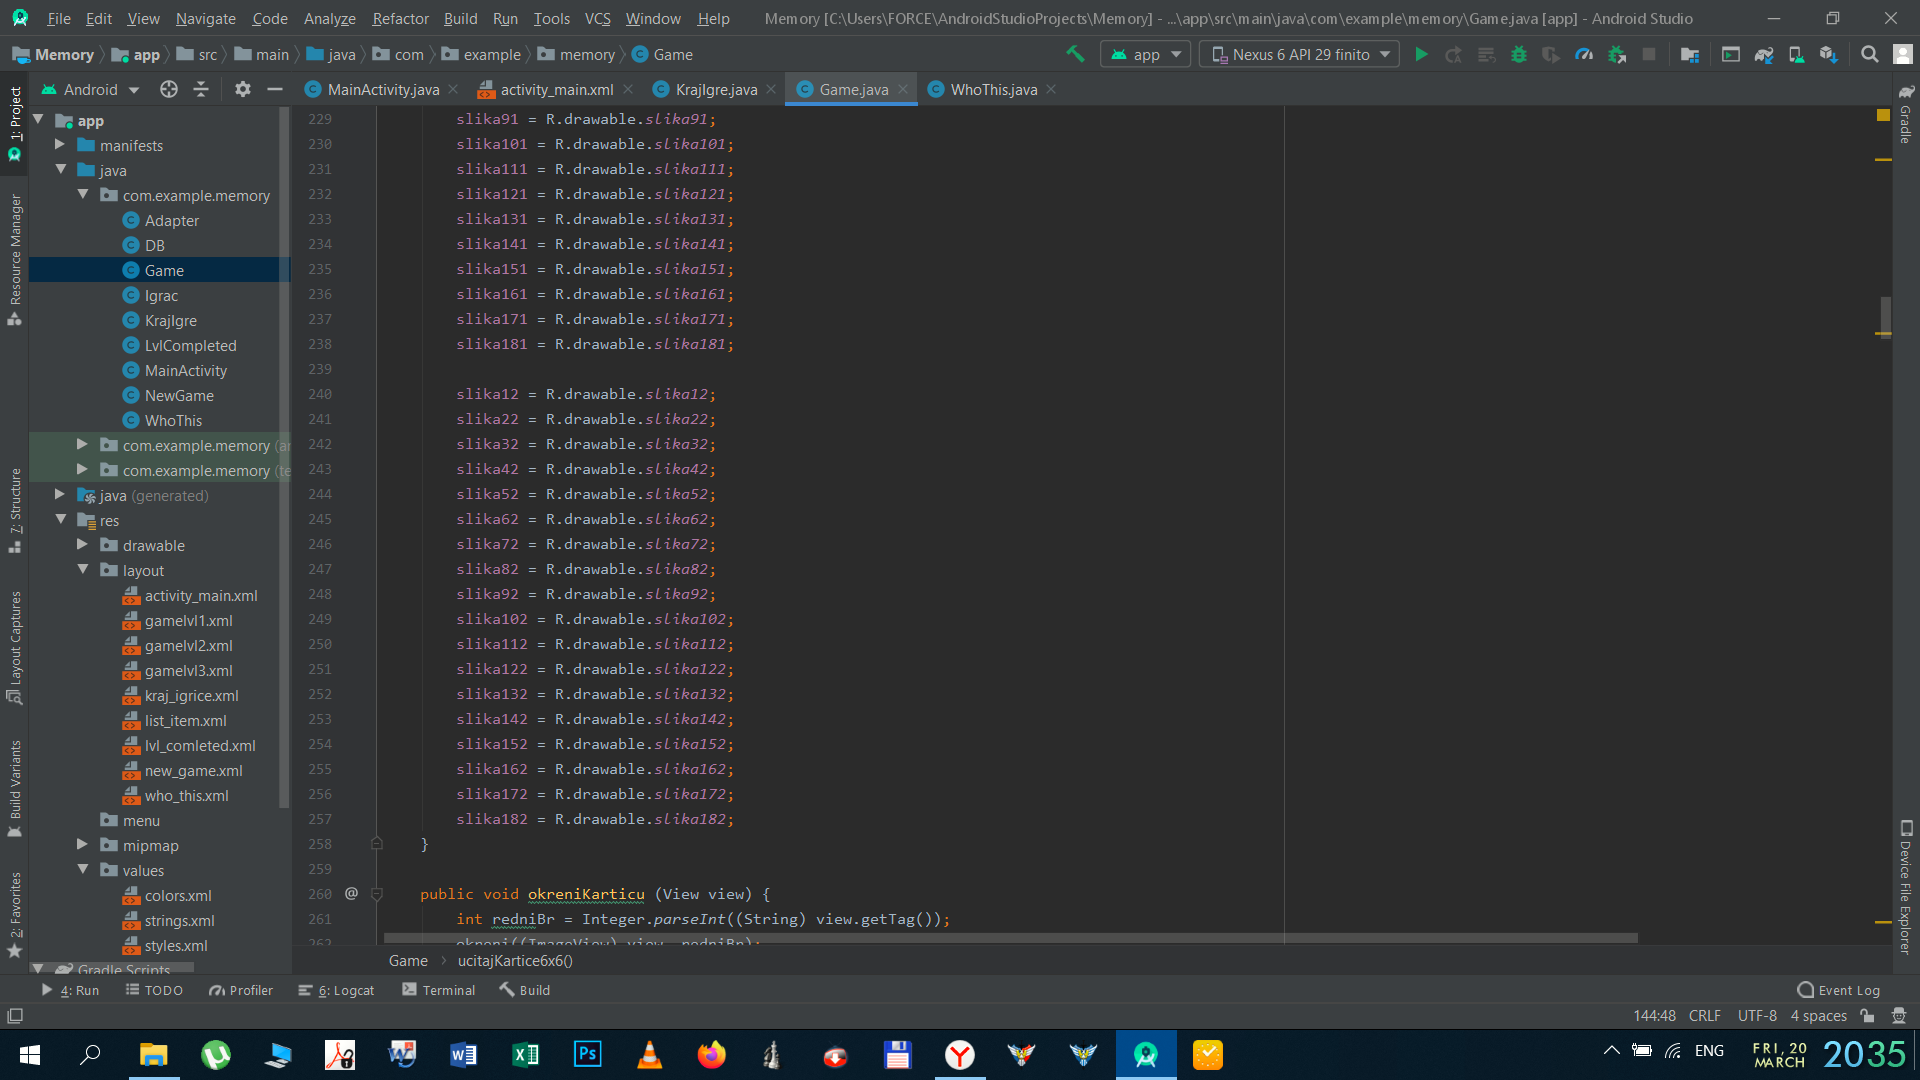 File Edit View Navigate Code Analyze Refactor Build Run Tools VCS Window Help Memory [C:\Users\FORCE\AndroidStudioProjects\Memory] - ...\app\src\main\java\com\example\memory\Game.java [app] - Android Studio
Memory app src main java com example memory Game app Nexus 6 API 29 finito
Android MainActivity.java activity_main.xml KrajIgre.java Game.java WhoThis.java
1: Project
Resource Manager
7: Structure
Layout Captures
Build Variants
2: Favorites
app
manifests
java
com.example.memory
Adapter
DB
Game
Igrac
KrajIgre
LvlCompleted
MainActivity
NewGame
WhoThis
com.example.memory (a
com.example.memory (te
java (generated)
res
drawable
layout
activity_main.xml
gamelvl1.xml
gamelvl2.xml
gamelvl3.xml
kraj_igrice.xml
list_item.xml
lvl_comleted.xml
new_game.xml
who_this.xml
menu
mipmap
values
colors.xml
strings.xml
styles.xml
Gradle Scripts
229 slika91 = R.drawable.slika91;
230 slika101 = R.drawable.slika101;
231 slika111 = R.drawable.slika111;
232 slika121 = R.drawable.slika121;
233 slika131 = R.drawable.slika131;
234 slika141 = R.drawable.slika141;
235 slika151 = R.drawable.slika151;
236 slika161 = R.drawable.slika161;
237 slika171 = R.drawable.slika171;
238 slika181 = R.drawable.slika181;
239
240 slika12 = R.drawable.slika12;
241 slika22 = R.drawable.slika22;
242 slika32 = R.drawable.slika32;
243 slika42 = R.drawable.slika42;
244 slika52 = R.drawable.slika52;
245 slika62 = R.drawable.slika62;
246 slika72 = R.drawable.slika72;
247 slika82 = R.drawable.slika82;
248 slika92 = R.drawable.slika92;
249 slika102 = R.drawable.slika102;
250 slika112 = R.drawable.slika112;
251 slika122 = R.drawable.slika122;
252 slika132 = R.drawable.slika132;
253 slika142 = R.drawable.slika142;
254 slika152 = R.drawable.slika152;
255 slika162 = R.drawable.slika162;
256 slika172 = R.drawable.slika172;
257 slika182 = R.drawable.slika182;
258 }
259
260 @ public void okreniKarticu (View view) {
261 int redniBr = Integer.parseInt((String) view.getTag());
262 okreni((ImageView) view, redniBr);
Game ucitajKartice6x6()
Gradle
Device File Explorer
4: Run TODO Profiler 6: Logcat Terminal Build Event Log
144:48 CRLF UTF-8 4 spaces
ENG FRI, 20 MARCH 2035